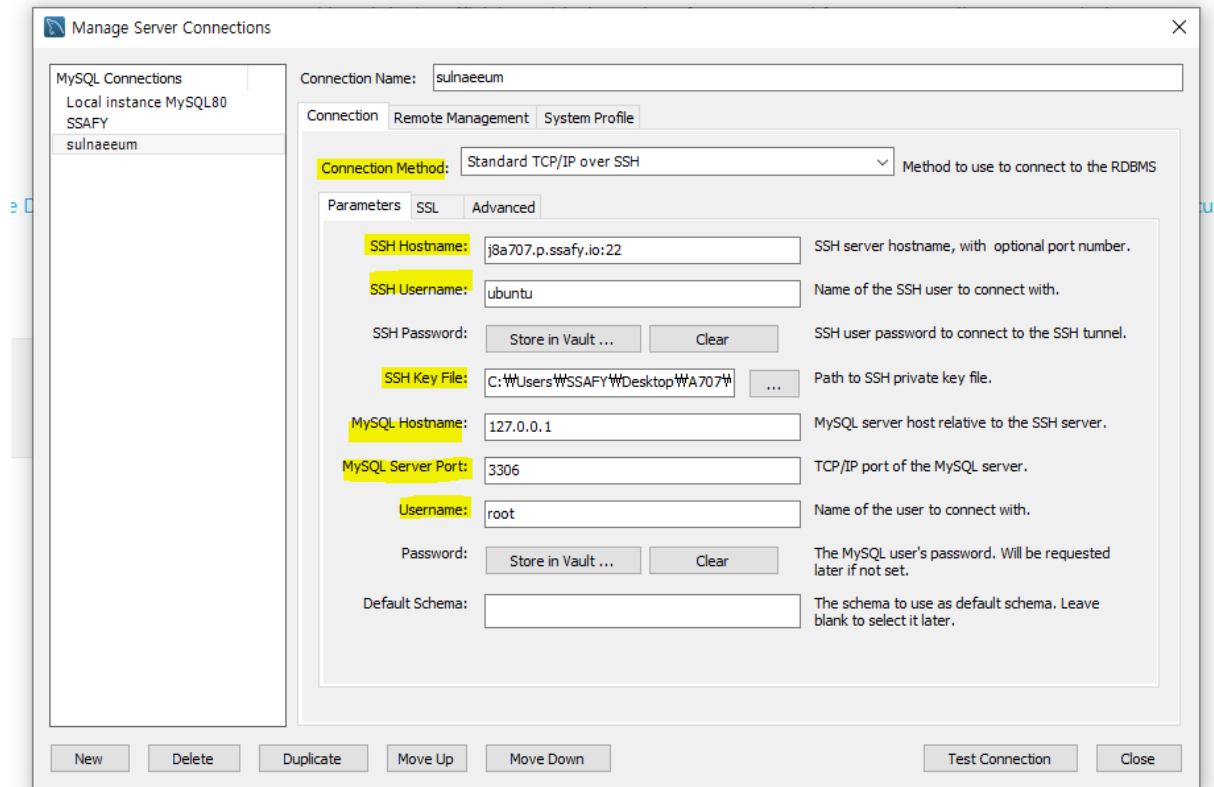 Manage Server Connections
MySQL Connections
Local instance MySQL80
SSAFY
sulnaeeum
Connection Name: sulnaeeum
Connection Remote Management System Profile
Connection Method: Standard TCP/IP over SSH Method to use to connect to the RDBMS
Parameters SSL Advanced
SSH Hostname: j8a707.p.ssafy.io:22 SSH server hostname, with optional port number.
SSH Username: ubuntu Name of the SSH user to connect with.
SSH Password: Store in Vault ... Clear SSH user password to connect to the SSH tunnel.
SSH Key File: C:₩Users₩SSAFY₩Desktop₩A707₩ ... Path to SSH private key file.
MySQL Hostname: 127.0.0.1 MySQL server host relative to the SSH server.
MySQL Server Port: 3306 TCP/IP port of the MySQL server.
Username: root Name of the user to connect with.
Password: Store in Vault ... Clear The MySQL user's password. Will be requested
later if not set.
Default Schema: The schema to use as default schema. Leave
blank to select it later.
New Delete Duplicate Move Up Move Down Test Connection Close